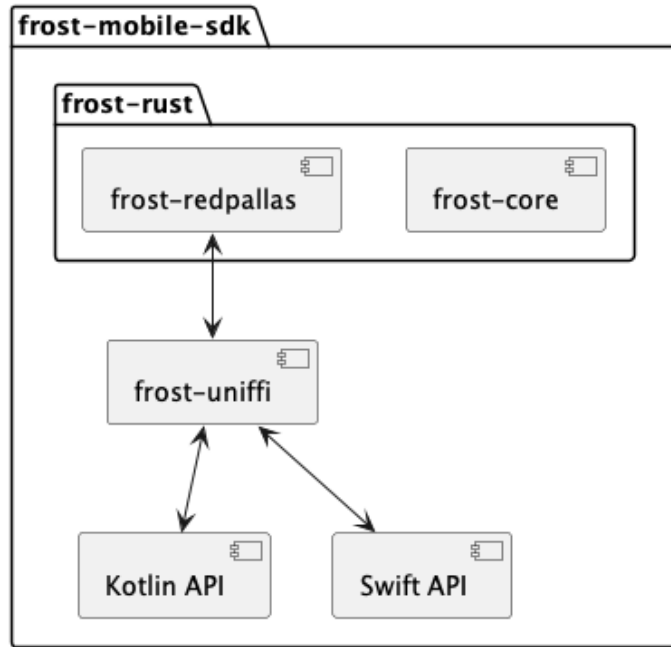 frost-mobile-sdk
frost-rust
frost-redpallas
frost-core
frost-uniffi
Kotlin API
Swift API